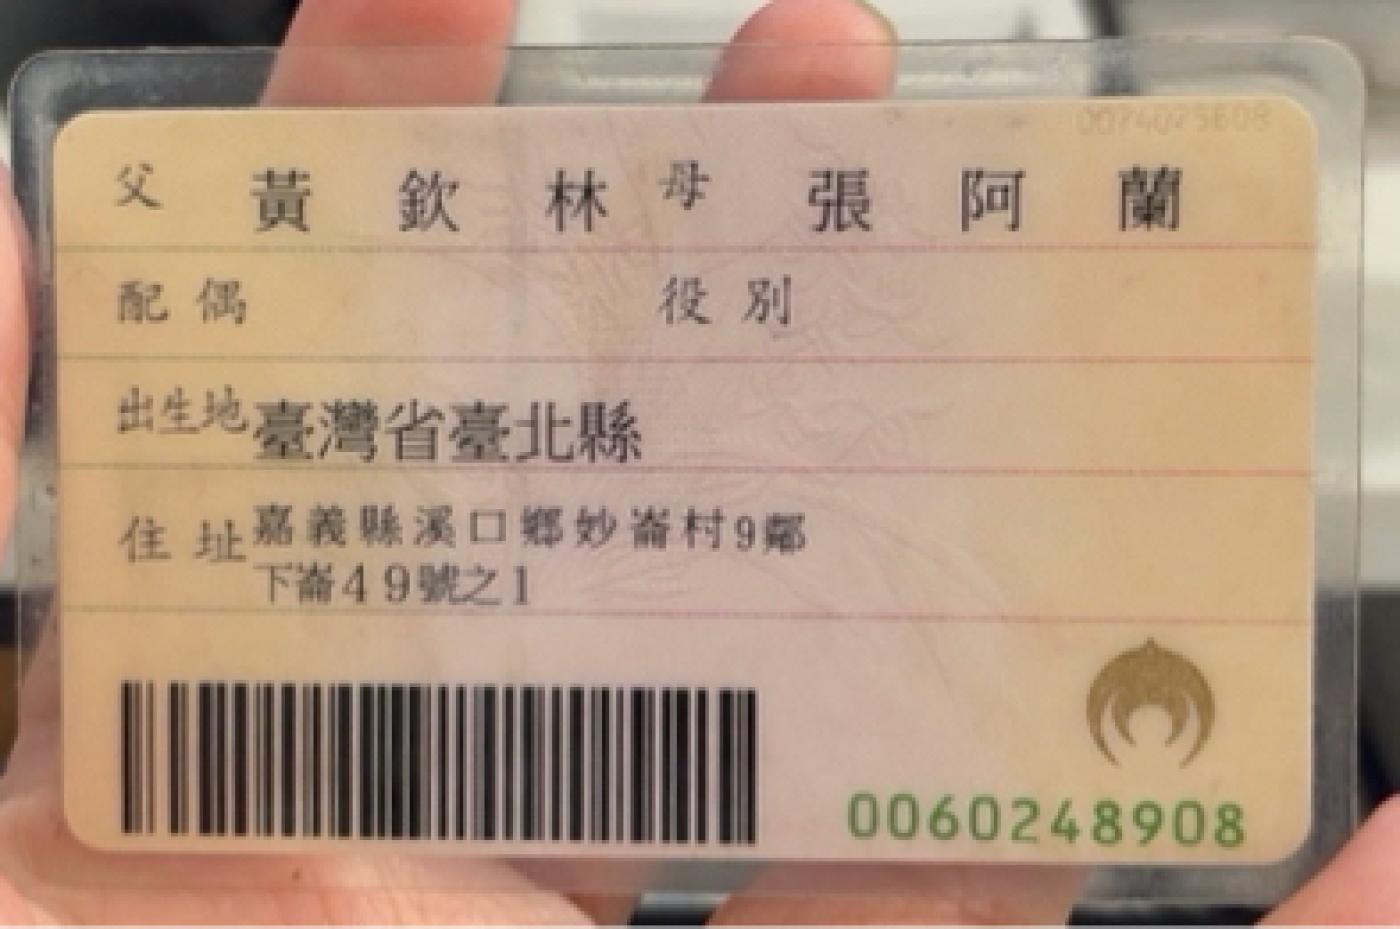 0074025608
父 黃欽林 母 張阿蘭
配偶 役別
出生地 臺灣省臺北縣
住址 嘉義縣溪口鄉妙崙村9鄰
下崙49號之1
0060248908